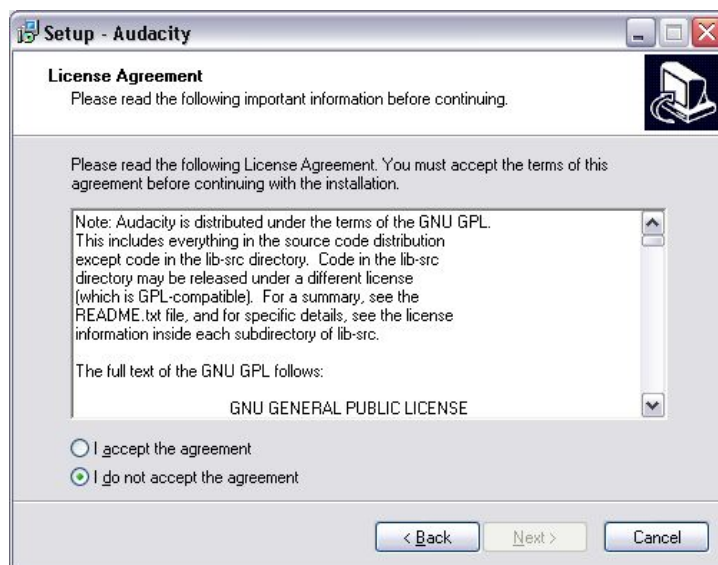 Setup - Audacity
License Agreement
Please read the following important information before continuing.
Please read the following License Agreement. You must accept the terms of this
agreement before continuing with the installation.
Note: Audacity is distributed under the terms of the GNU GPL.
This includes everything in the source code distribution
except code in the lib-src directory.  Code in the lib-src
directory may be released under a different license
(which is GPL-compatible).  For a summary, see the
README.txt file, and for specific details, see the license
information inside each subdirectory of lib-src.
The full text of the GNU GPL follows:
GNU GENERAL PUBLIC LICENSE
I accept the agreement
I do not accept the agreement
< Back
Next >
Cancel